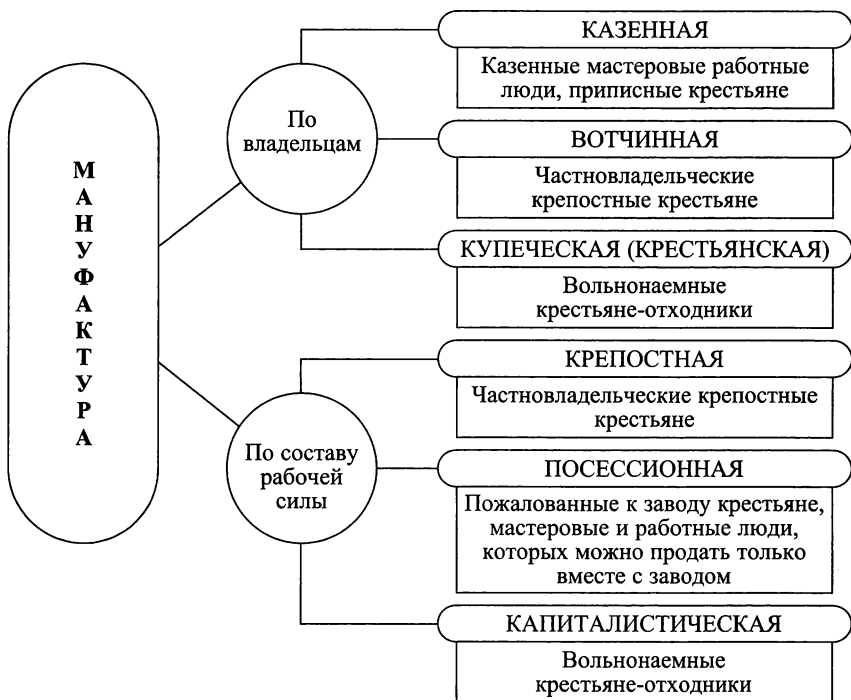 МАНУФАКТУРА
По
владельцам
КАЗЕННАЯ
Казенные мастеровые работные
люди, приписные крестьяне
ВОТЧИННАЯ
Частновладельческие
крепостные крестьяне
КУПЕЧЕСКАЯ (КРЕСТЬЯНСКАЯ)
Вольнонаемные
крестьяне-отходники
По составу
рабочей
силы
КРЕПОСТНАЯ
Частновладельческие крепостные
крестьяне
ПОСЕССИОННАЯ
Пожалованные к заводу крестьяне,
мастеровые и работные люди,
которых можно продать только
вместе с заводом
КАПИТАЛИСТИЧЕСКАЯ
Вольнонаемные
крестьяне-отходники